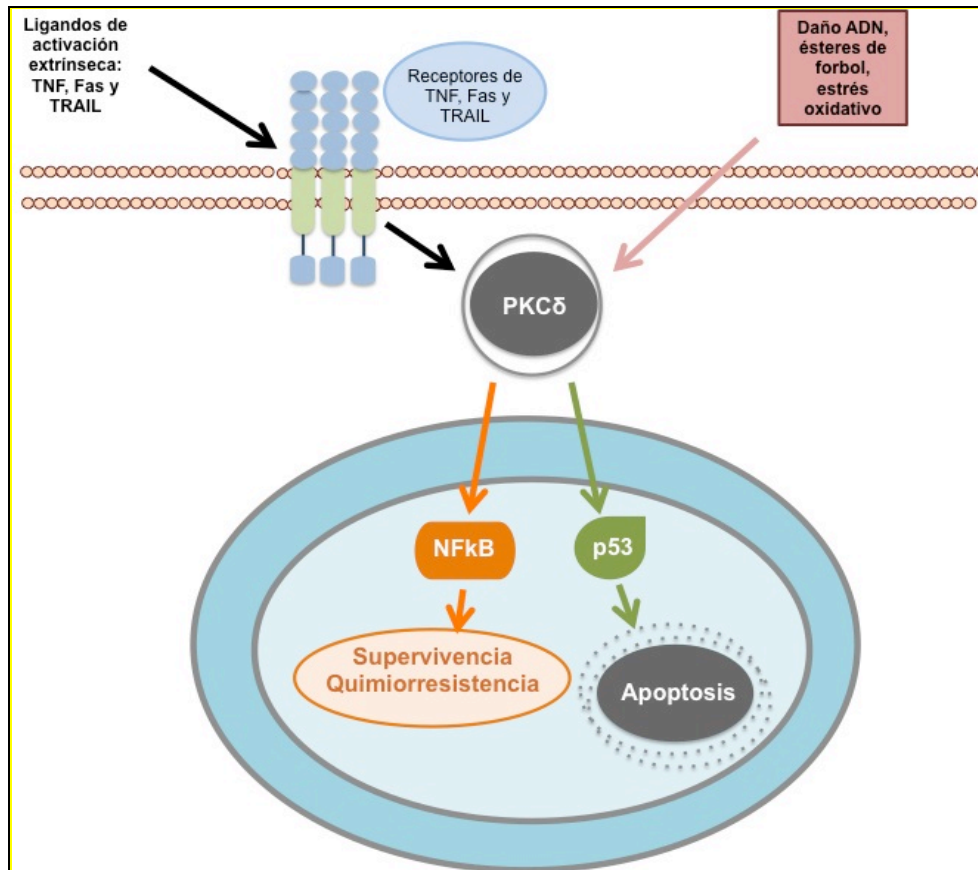 Ligandos de
activación
extrínseca:
TNF, Fas y
TRAIL
Receptores de
TNF, Fas y
TRAIL
Daño ADN,
ésteres de
forbol,
estrés
oxidativo
PKCδ
NFkB
p53
Supervivencia
Quimiorresistencia
Apoptosis